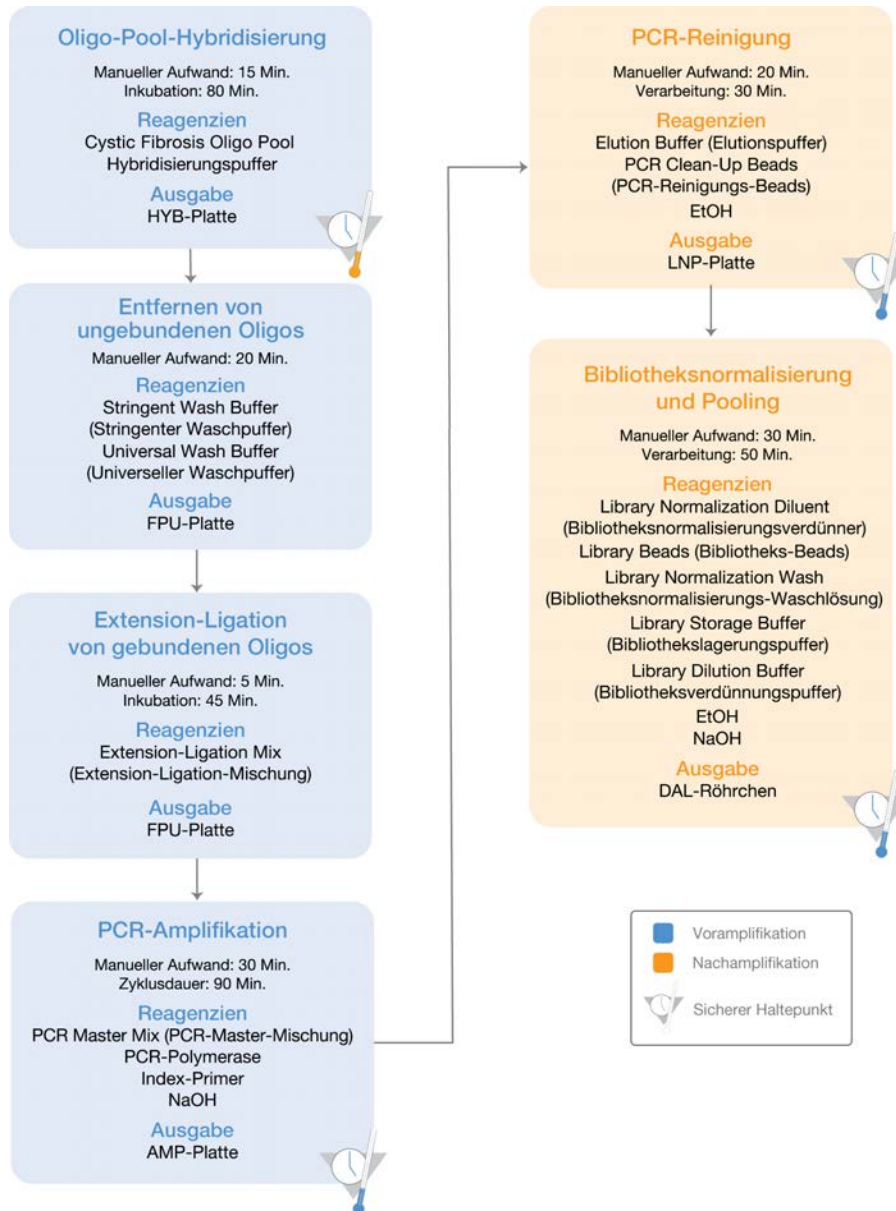 Oligo-Pool-Hybridisierung
Manueller Aufwand: 15 Min.
Inkubation: 80 Min.
Reagenzien
Cystic Fibrosis Oligo Pool
Hybridisierungspuffer
Ausgabe
HYB-Platte
Entfernen von
ungebundenen Oligos
Manueller Aufwand: 20 Min.
Reagenzien
Stringent Wash Buffer
(Stringenter Waschpuffer)
Universal Wash Buffer
(Universeller Waschpuffer)
Ausgabe
FPU-Platte
Extension-Ligation
von gebundenen Oligos
Manueller Aufwand: 5 Min.
Inkubation: 45 Min.
Reagenzien
Extension-Ligation Mix
(Extension-Ligation-Mischung)
Ausgabe
FPU-Platte
PCR-Amplifikation
Manueller Aufwand: 30 Min.
Zyklusdauer: 90 Min.
Reagenzien
PCR Master Mix (PCR-Master-Mischung)
PCR-Polymerase
Index-Primer
NaOH
Ausgabe
AMP-Platte
PCR-Reinigung
Manueller Aufwand: 20 Min.
Verarbeitung: 30 Min.
Reagenzien
Elution Buffer (Elutionspuffer)
PCR Clean-Up Beads
(PCR-Reinigungs-Beads)
EtOH
Ausgabe
LNP-Platte
Bibliotheksnormalisierung
und Pooling
Manueller Aufwand: 30 Min.
Verarbeitung: 50 Min.
Reagenzien
Library Normalization Diluent
(Bibliotheksnormalisierungsverdünner)
Library Beads (Bibliotheks-Beads)
Library Normalization Wash
(Bibliotheksnormalisierungs-Waschlösung)
Library Storage Buffer
(Bibliothekslagerungspuffer)
Library Dilution Buffer
(Bibliotheksverdünnungspuffer)
EtOH
NaOH
Ausgabe
DAL-Röhrchen
Voramplifikation
Nachamplifikation
Sicherer Haltepunkt